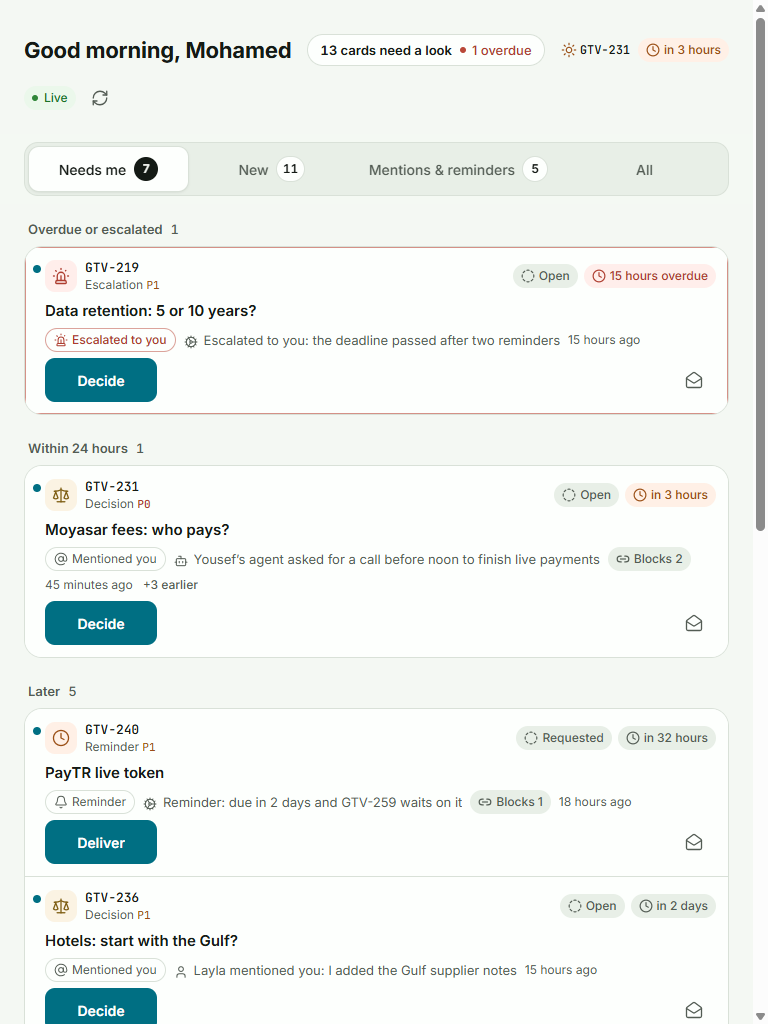 Good morning, Mohamed
13 cards need a look • 1 overdue
GTV-231
in 3 hours
Live
Needs me 7
New 11
Mentions & reminders 5
All
Overdue or escalated 1
GTV-219
Escalation P1
Open
15 hours overdue
Data retention: 5 or 10 years?
Escalated to you
Escalated to you: the deadline passed after two reminders
15 hours ago
Decide
Within 24 hours 1
GTV-231
Decision P0
Open
in 3 hours
Moyasar fees: who pays?
Mentioned you
Yousef’s agent asked for a call before noon to finish live payments
Blocks 2
45 minutes ago
+3 earlier
Decide
Later 5
GTV-240
Reminder P1
Requested
in 32 hours
PayTR live token
Reminder
Reminder: due in 2 days and GTV-259 waits on it
Blocks 1
18 hours ago
Deliver
GTV-236
Decision P1
Open
in 2 days
Hotels: start with the Gulf?
Mentioned you
Layla mentioned you: I added the Gulf supplier notes
15 hours ago
Decide